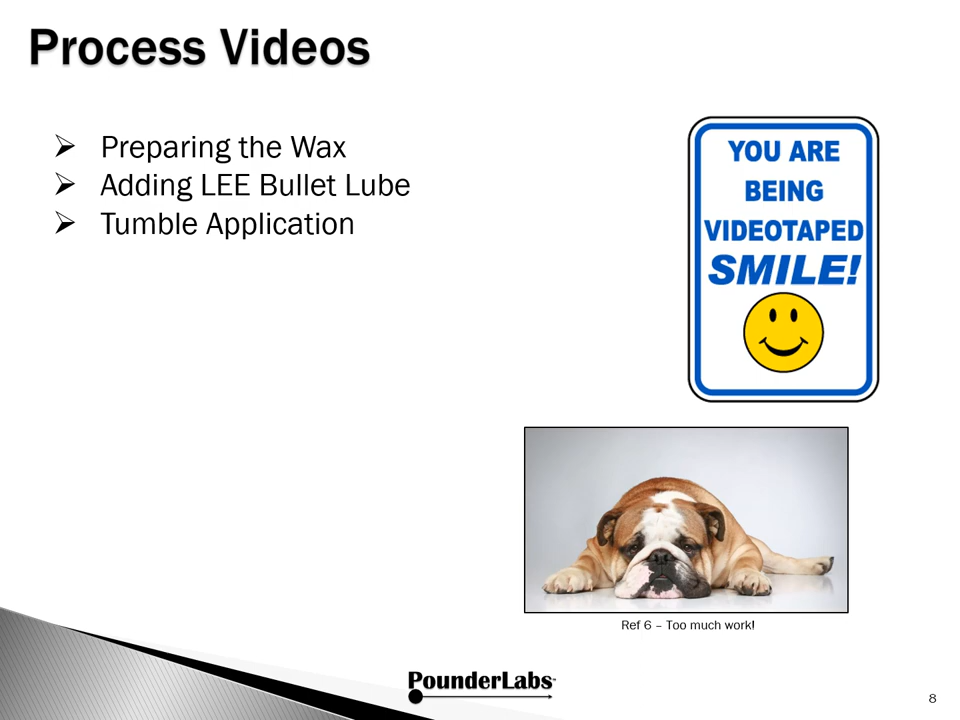 Process Videos
Preparing the Wax
Adding LEE Bullet Lube
Tumble Application
YOU ARE
BEING
VIDEOTAPED
SMILE!
Ref 6 – Too much work!
PounderLabs™
8